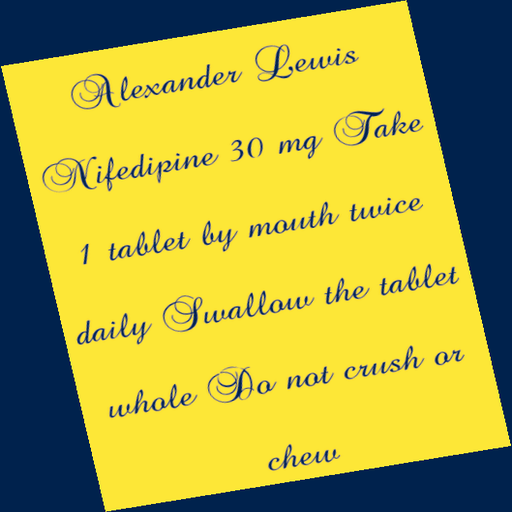 Alexander Lewis
Nifedipine 30 mg Take
1 tablet by mouth twice
daily Swallow the tablet
whole Do not crush or
chew